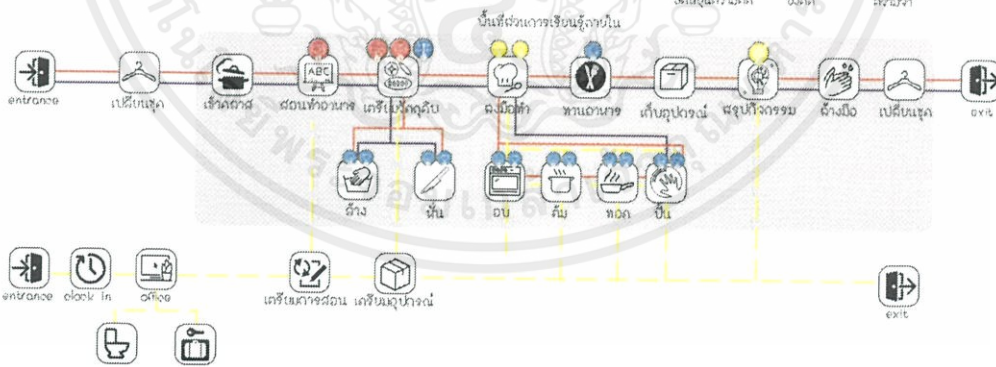 พื้นที่ส่วนการเรียนรู้ภายใน
ABC
entrance
เปลี่ยนชุด
เข้าคลาส
สอนทำอาหาร
เตรียมวัตถุดิบ
ลงมือทำ
ทานอาหาร
เก็บอุปกรณ์
สรุปกิจกรรม
ล้างมือ
เปลี่ยนชุด
exit
ล้าง
หั่น
อบ
ต้ม
ทอด
ปั้น
entrance
clock in
office
เตรียมการสอน
เตรียมอุปกรณ์
exit